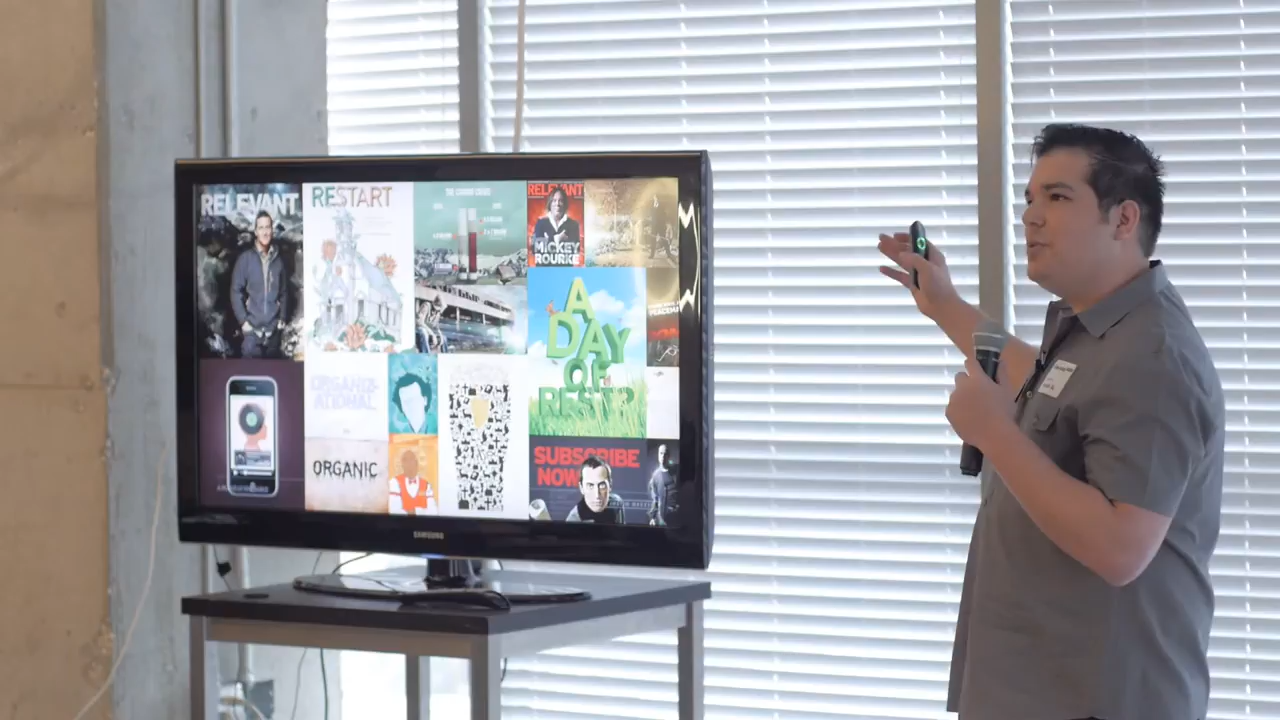 RELEVANT
RESTART
RELEVANT
MICKEY
ROURKE
A
DAY
OF
REST?
ORGANIZ-
ATIONAL
ORGANIC
SUBSCRIBE
NOW
SAMSUNG